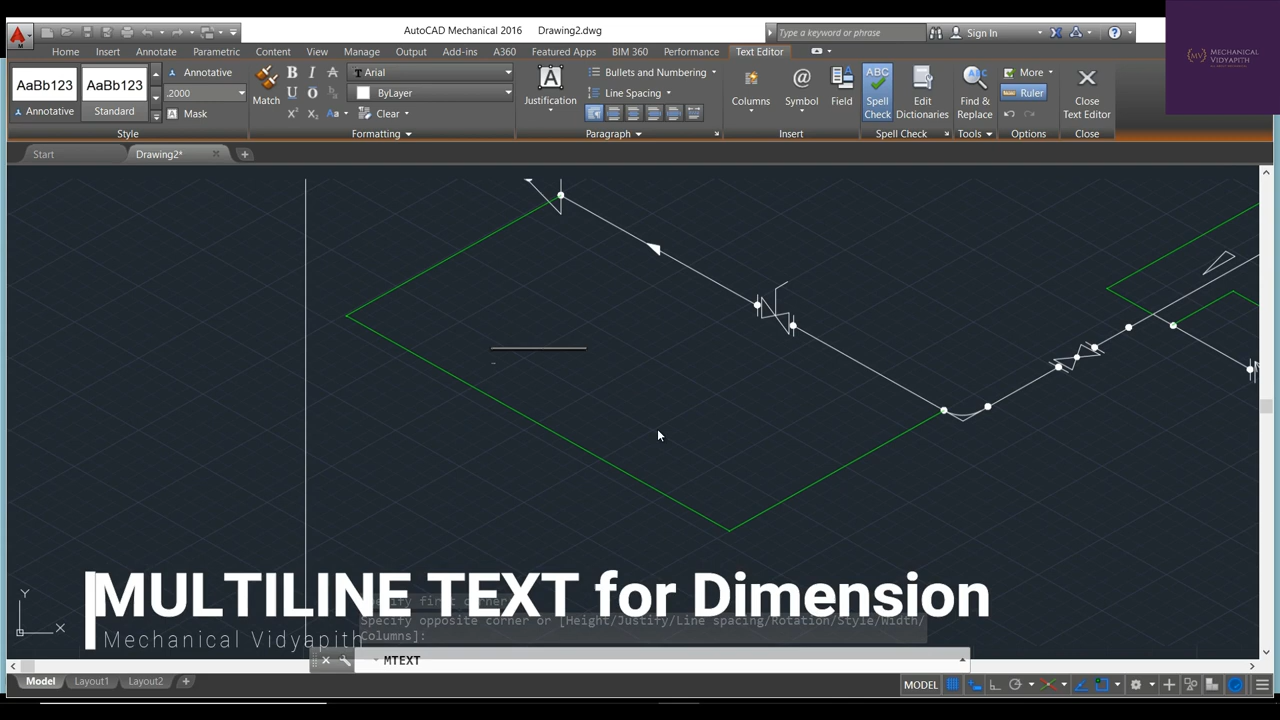 AutoCAD Mechanical 2016 Drawing2.dwg
Type a keyword or phrase
Sign In
MECHANICAL
VIDYAPITH
Home Insert Annotate Parametric Content View Manage Output Add-ins A360 Featured Apps BIM 360 Performance Text Editor
AaBb123 AaBb123 Annotative Arial Bullets and Numbering More
Annotative Standard .2000 Match B I A ByLayer Justification Line Spacing Columns Symbol Field ABC Spell Check Edit Dictionaries Find & Replace Ruler Close Text Editor
Mask U O Aa Clear
Style Formatting Paragraph Insert Spell Check Tools Options Close
Start Drawing2*
MULTILINE TEXT for Dimension
Mechanical Vidyapith
Specify first corner
Specify opposite corner or [Height/Justify/Line spacing/Rotation/Style/Width/
Columns]:
Y
X
MTEXT
Model Layout1 Layout2 + MODEL